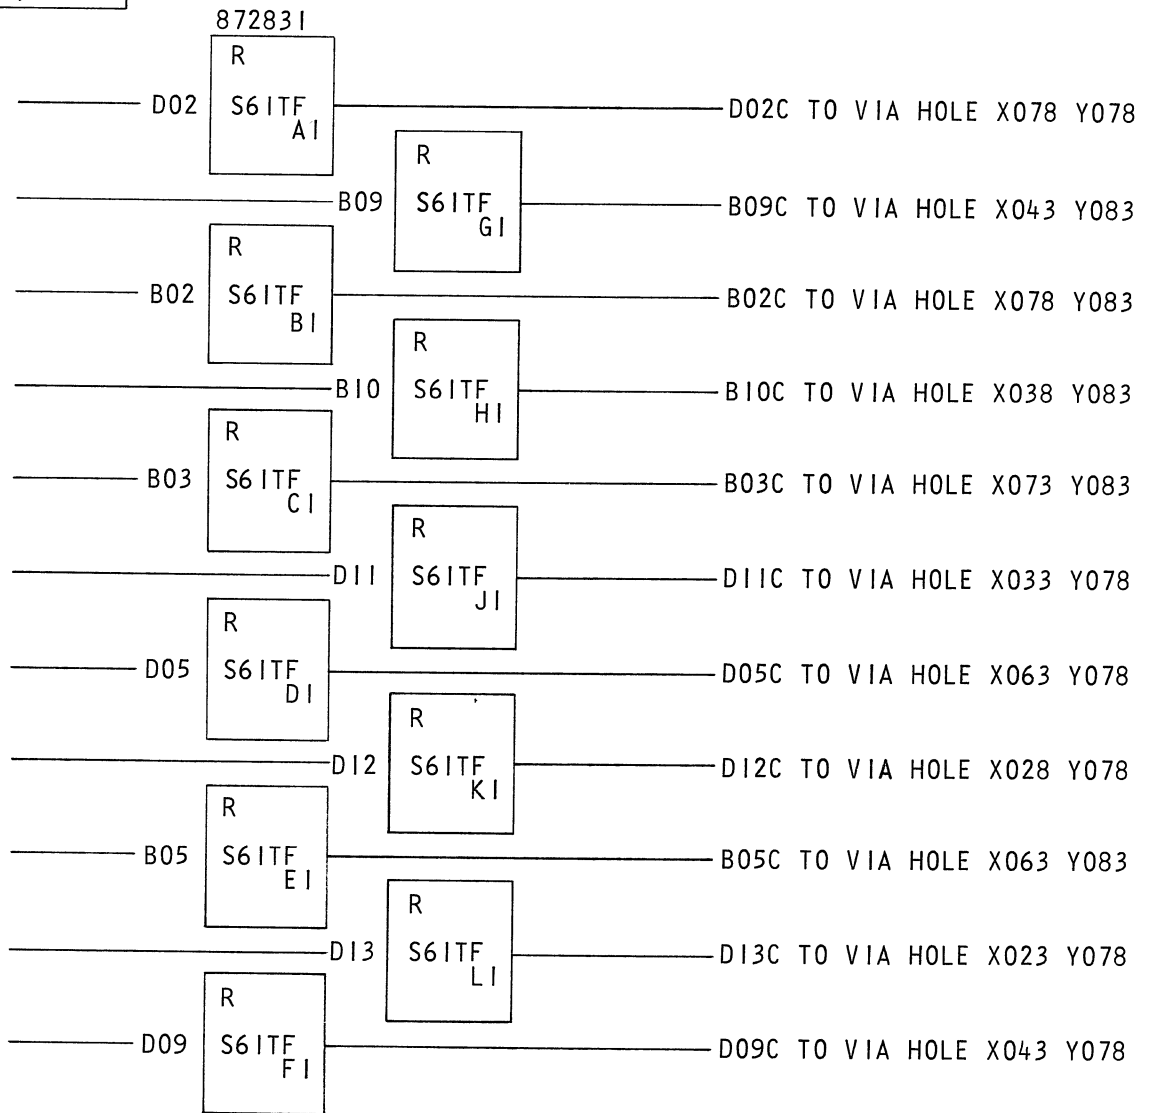 872831
R
D02 S61TF D02C TO VIA HOLE X078 Y078
A1
R
B09 S61TF B09C TO VIA HOLE X043 Y083
G1
R
B02 S61TF B02C TO VIA HOLE X078 Y083
B1
R
B10 S61TF B10C TO VIA HOLE X038 Y083
H1
R
B03 S61TF B03C TO VIA HOLE X073 Y083
C1
R
D11 S61TF D11C TO VIA HOLE X033 Y078
J1
R
D05 S61TF D05C TO VIA HOLE X063 Y078
D1
R
D12 S61TF D12C TO VIA HOLE X028 Y078
K1
R
B05 S61TF B05C TO VIA HOLE X063 Y083
E1
R
D13 S61TF D13C TO VIA HOLE X023 Y078
L1
R
D09 S61TF D09C TO VIA HOLE X043 Y078
F1